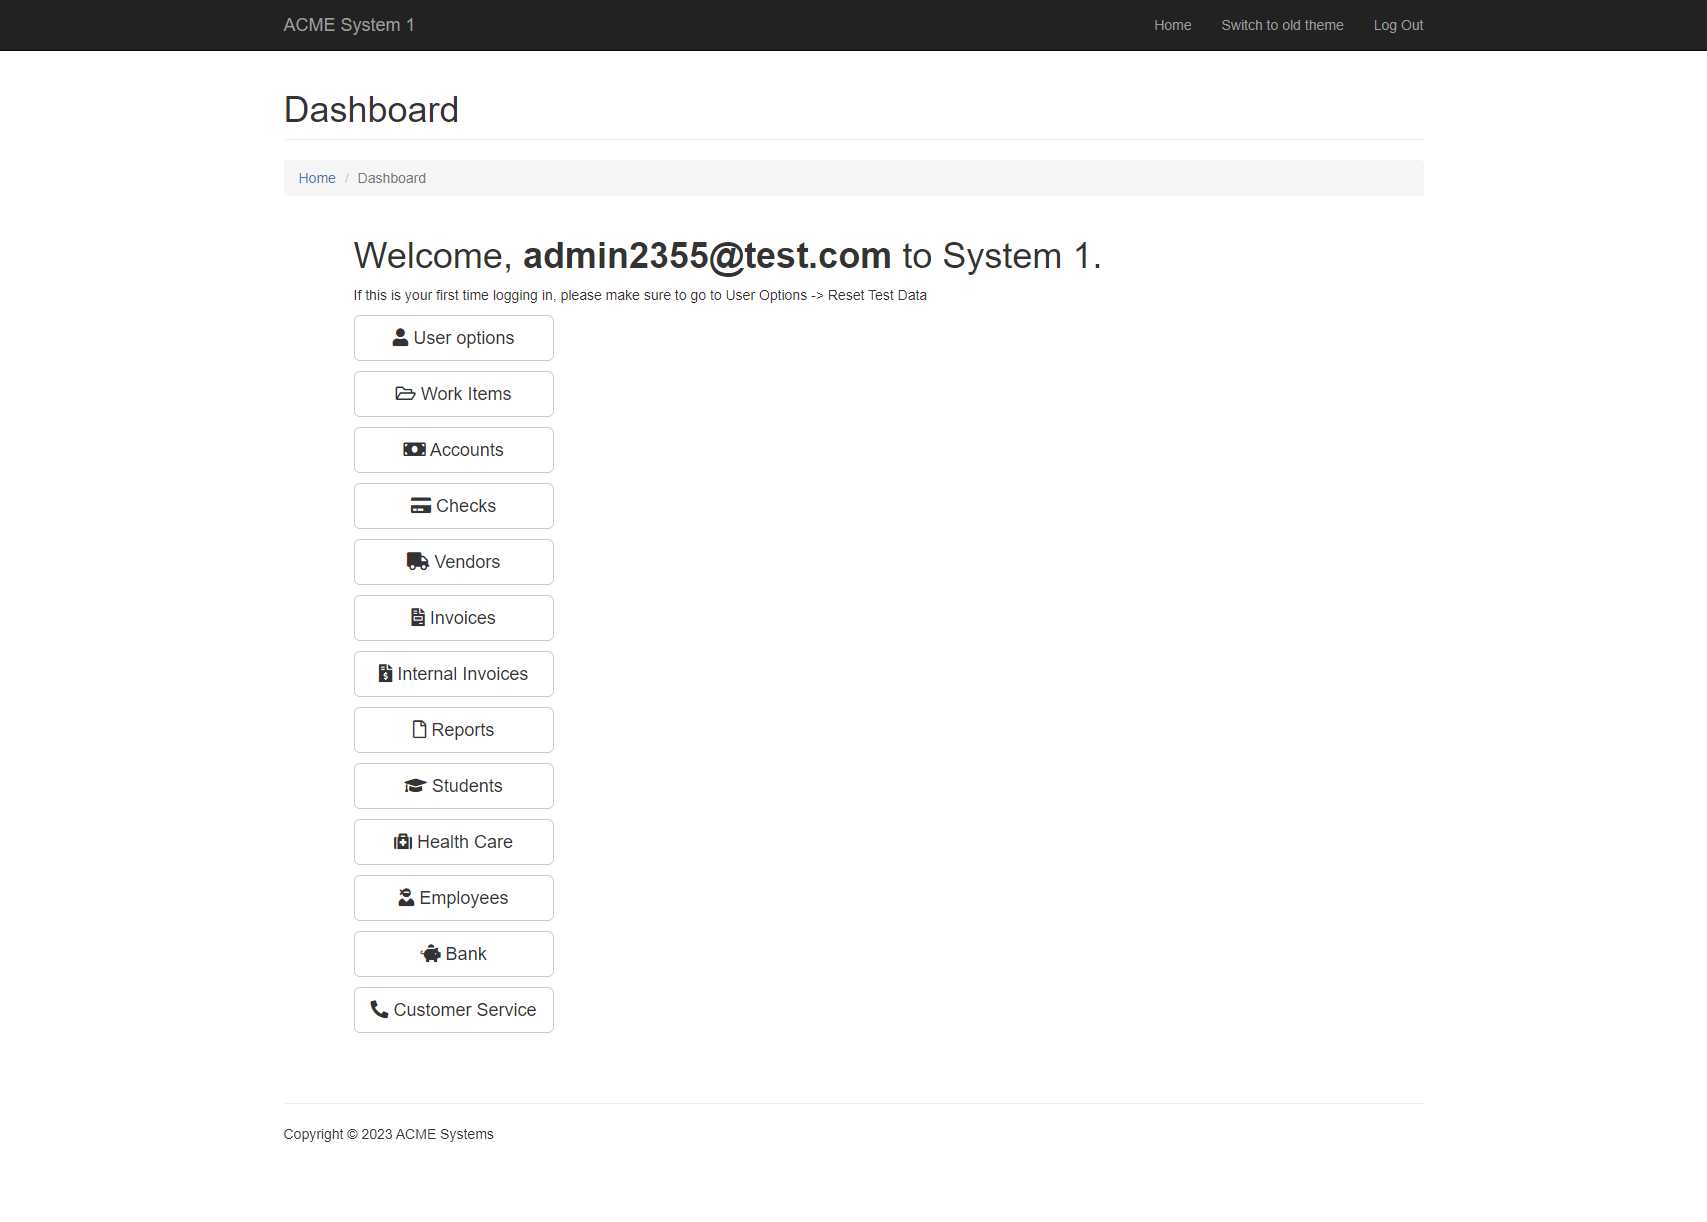 ACME System 1
Home
Switch to old theme
Log Out
Dashboard
Home / Dashboard
Welcome, admin2355@test.com to System 1.
If this is your first time logging in, please make sure to go to User Options -> Reset Test Data
User options
Work Items
Accounts
Checks
Vendors
Invoices
Internal Invoices
Reports
Students
Health Care
Employees
Bank
Customer Service
Copyright © 2023 ACME Systems